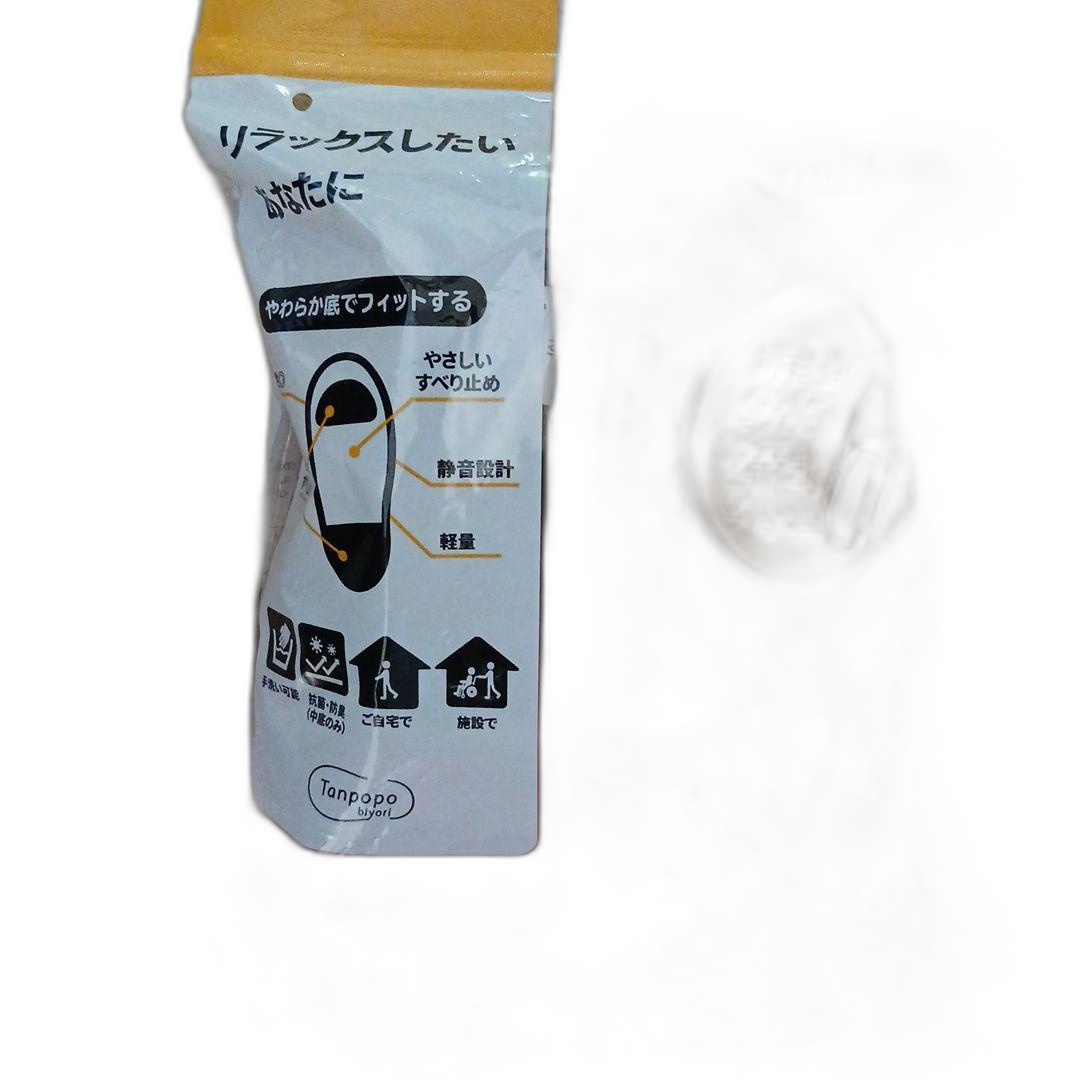 リラックスしたい
あなたに
やわらか底でフィットする
やさしい
すべり止め
静音設計
軽量
手洗い可能
抗菌・防臭
(中底のみ)
ご自宅で
施設で
Tanpopo
biyori